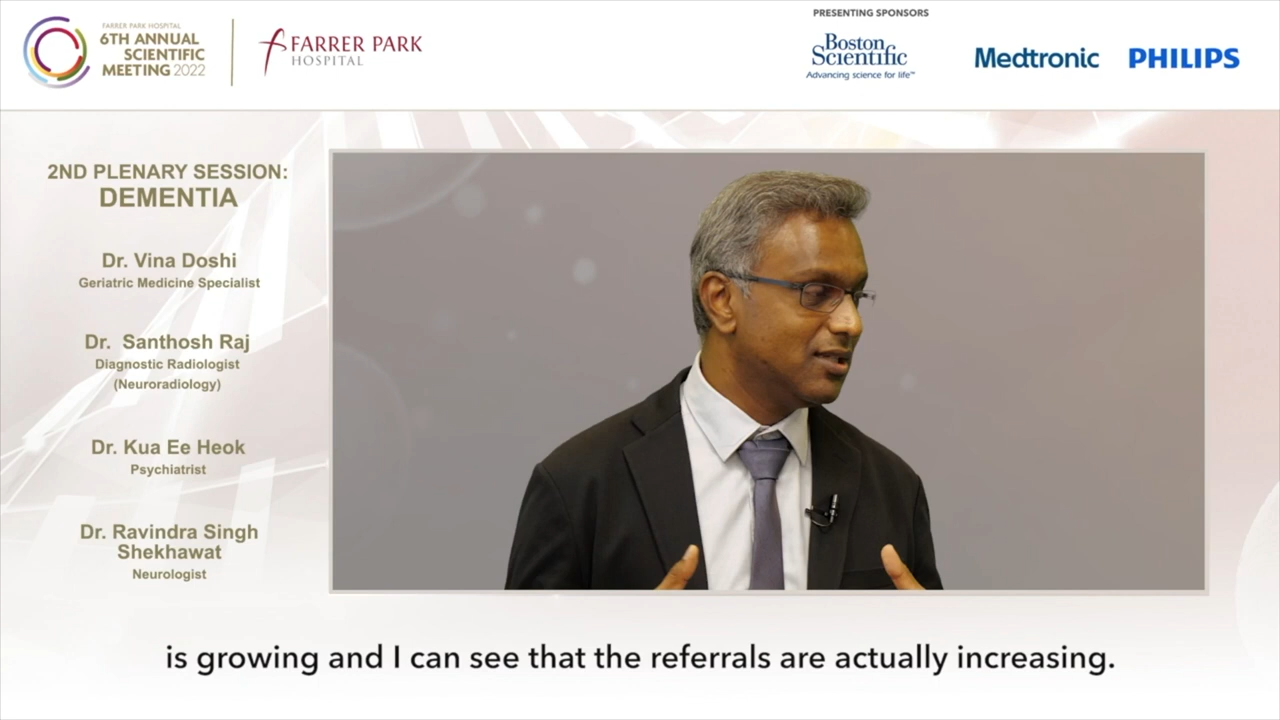 FARRER PARK HOSPITAL
6TH ANNUAL
SCIENTIFIC
MEETING 2022
FARRER PARK
HOSPITAL
PRESENTING SPONSORS
Boston
Scientific
Advancing science for life™
Medtronic
PHILIPS
2ND PLENARY SESSION:
DEMENTIA
Dr. Vina Doshi
Geriatric Medicine Specialist
Dr. Santhosh Raj
Diagnostic Radiologist
(Neuroradiology)
Dr. Kua Ee Heok
Psychiatrist
Dr. Ravindra Singh
Shekhawat
Neurologist
is growing and I can see that the referrals are actually increasing.